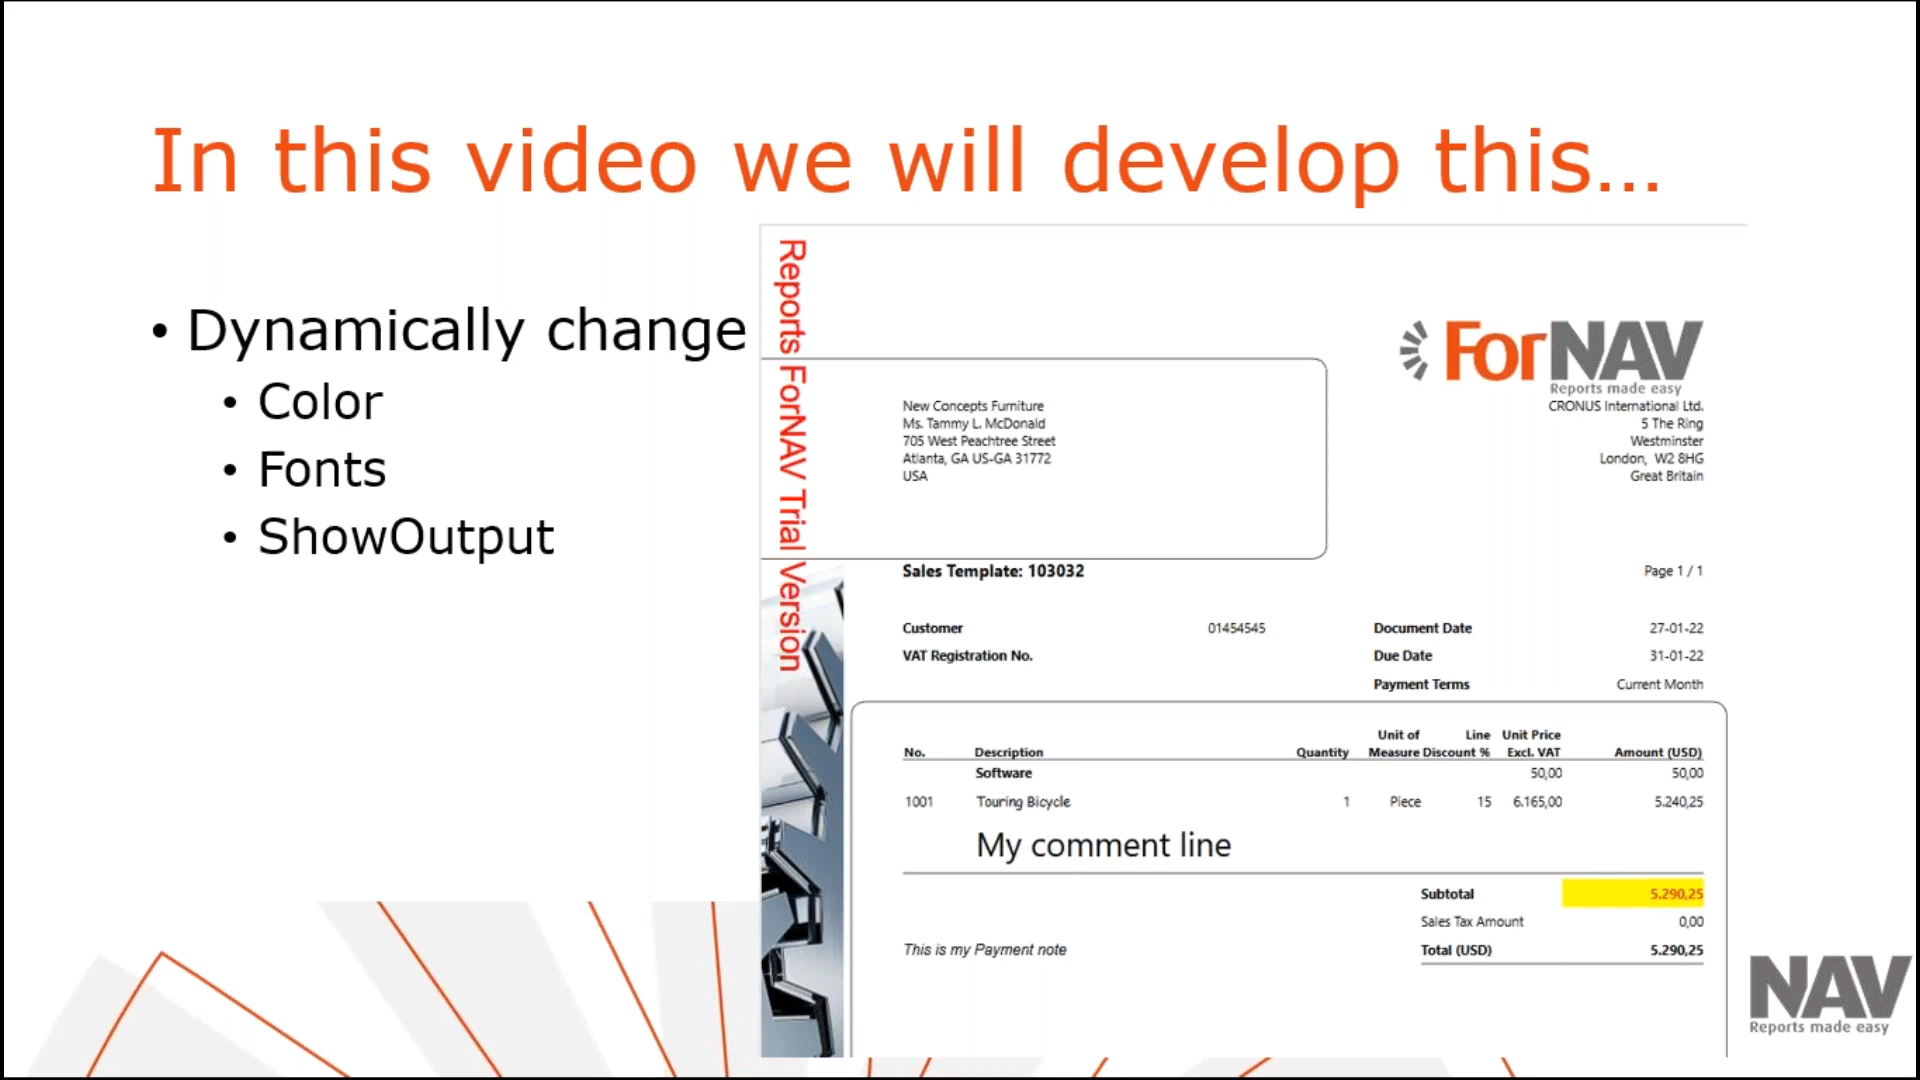 In this video we will develop this...
• Dynamically change
• Color
• Fonts
• ShowOutput
Reports ForNAV Trial Version
ForNAV
Reports made easy
New Concepts Furniture
Ms. Tammy L. McDonald
705 West Peachtree Street
Atlanta, GA US-GA 31772
USA
CRONUS International Ltd.
5 The Ring
Westminster
London, W2 8HG
Great Britain
Sales Template: 103032
Page 1 / 1
Customer 01454545 Document Date 27-01-22
VAT Registration No. Due Date 31-01-22
Payment Terms Current Month
Unit of Line Unit Price
No. Description Quantity Measure Discount % Excl. VAT Amount (USD)
Software 50,00 50,00
1001 Touring Bicycle 1 Piece 15 6.165,00 5.240,25
My comment line
Subtotal 5.290,25
Sales Tax Amount 0,00
This is my Payment note Total (USD) 5.290,25
NAV
Reports made easy